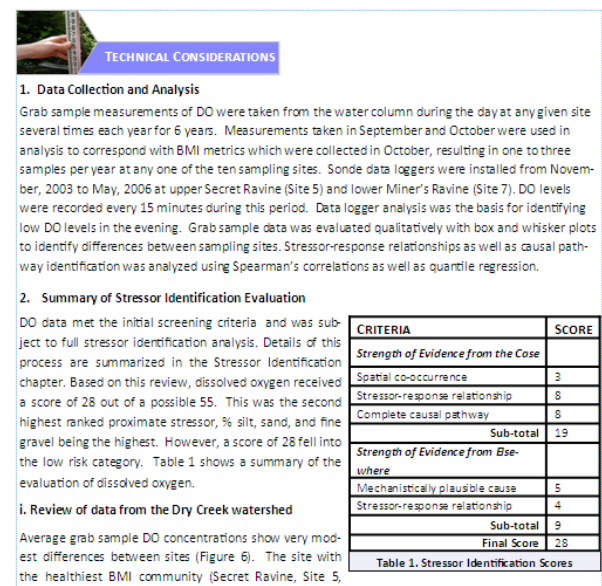 TECHNICAL CONSIDERATIONS
1. Data Collection and Analysis
Grab sample measurements of DO were taken from the water column during the day at any given site
several times each year for 6 years. Measurements taken in September and October were used in
analysis to correspond with BMI metrics which were collected in October, resulting in one to three
samples per year at any one of the ten sampling sites. Sonde data loggers were installed from Novem-
ber, 2003 to May, 2006 at upper Secret Ravine (Site 5) and lower Miner's Ravine (Site 7). DO levels
were recorded every 15 minutes during this period. Data logger analysis was the basis for identifying
low DO levels in the evening. Grab sample data was evaluated qualitatively with box and whisker plots
to identify differences between sampling sites. Stressor-response relationships as well as causal path-
way identification was analyzed using Spearman's correlations as well as quantile regression.
2. Summary of Stressor Identification Evaluation
DO data met the initial screening criteria and was sub-
ject to full stressor identification analysis. Details of this
process are summarized in the Stressor Identification
chapter. Based on this review, dissolved oxygen received
a score of 28 out of a possible 55. This was the second
highest ranked proximate stressor, % silt, sand, and fine
gravel being the highest. However, a score of 28 fell into
the low risk category. Table 1 shows a summary of the
evaluation of dissolved oxygen.
i. Review of data from the Dry Creek watershed
Average grab sample DO concentrations show very mod-
est differences between sites (Figure 6). The site with
the healthiest BMI community (Secret Ravine, Site 5,
CRITERIA SCORE
Strength of Evidence from the Case
Spatial co-occurrence 3
Stressor-response relationship 8
Complete causal pathway 8
Sub-total 19
Strength of Evidence from Else-
where
Mechanistically plausible cause 5
Stressor-response relationship 4
Sub-total 9
Final Score 28
Table 1. Stressor Identification Scores